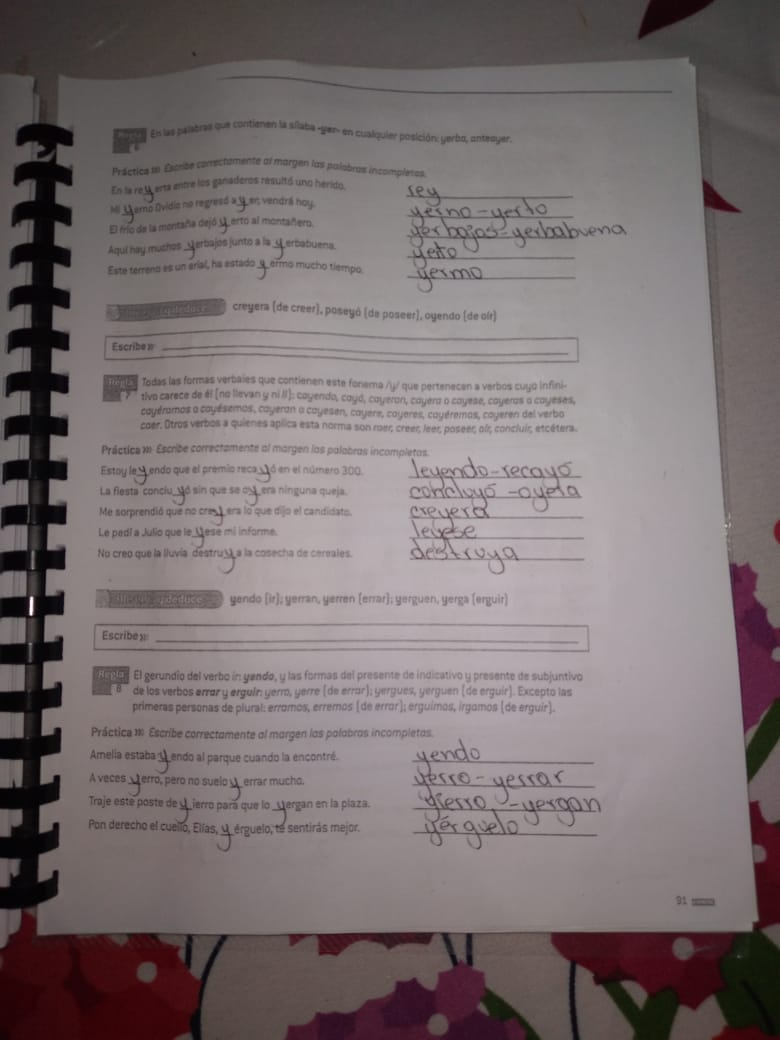 Regla 6 En las palabras que contienen la sílaba -yer- en cualquier posición: yerba, anteayer.
Práctica »» Escribe correctamente al margen las palabras incompletas.
En la re y erta entre los ganaderos resultó uno herido. rey
Mi y erno Ovidio no regresó a y er, vendrá hoy. yerno - yerto
El frío de la montaña dejó y erto al montañero. yerbajos - yerbabuena
Aquí hay muchos y erbajos junto a la y erbabuena. yerto
Este terreno es un erial, ha estado y ermo mucho tiempo. yermo
y deduce creyera (de creer), poseyó (de poseer), oyendo (de oír)
Escribe »
Regla 7 Todas las formas verbales que contienen este fonema /y/ que pertenecen a verbos cuyo infini-
tivo carece de él (no llevan y ni ll): cayendo, cayó, cayeron, cayera o cayese, cayeras o cayeses,
cayéramos o cayésemos, cayeran o cayesen, cayere, cayeres, cayéremos, cayeren del verbo
caer. Otros verbos a quienes aplica esta norma son raer, creer, leer, poseer, oír, concluir, etcétera.
Práctica »» Escribe correctamente al margen las palabras incompletas.
Estoy le y endo que el premio reca y ó en el número 300. leyendo - recayó
La fiesta conclu y ó sin que se o y era ninguna queja. concluyó - oyera
Me sorprendió que no cre y era lo que dijo el candidato. creyera
Le pedí a Julio que le y ese mi informe. leyese
No creo que la lluvia destru y a la cosecha de cereales. destruya
y deduce yendo (ir); yerran, yerren (errar); yerguen, yerga (erguir)
Escribe »
Regla 8 El gerundio del verbo ir: yendo, y las formas del presente de indicativo y presente de subjuntivo
de los verbos errar y erguir: yerro, yerre (de errar); yergues, yerguen (de erguir). Excepto las
primeras personas de plural: erramos, erremos (de errar); erguimos, irgamos (de erguir).
Práctica »» Escribe correctamente al margen las palabras incompletas.
Amelia estaba y endo al parque cuando la encontré. yendo
A veces y erro, pero no suelo y errar mucho. yerro - yerrar
Traje este poste de y ierro para que lo y ergan en la plaza. yierro - yergan
Pon derecho el cuello, Elías, y érguelo, te sentirás mejor. yérguelo
91